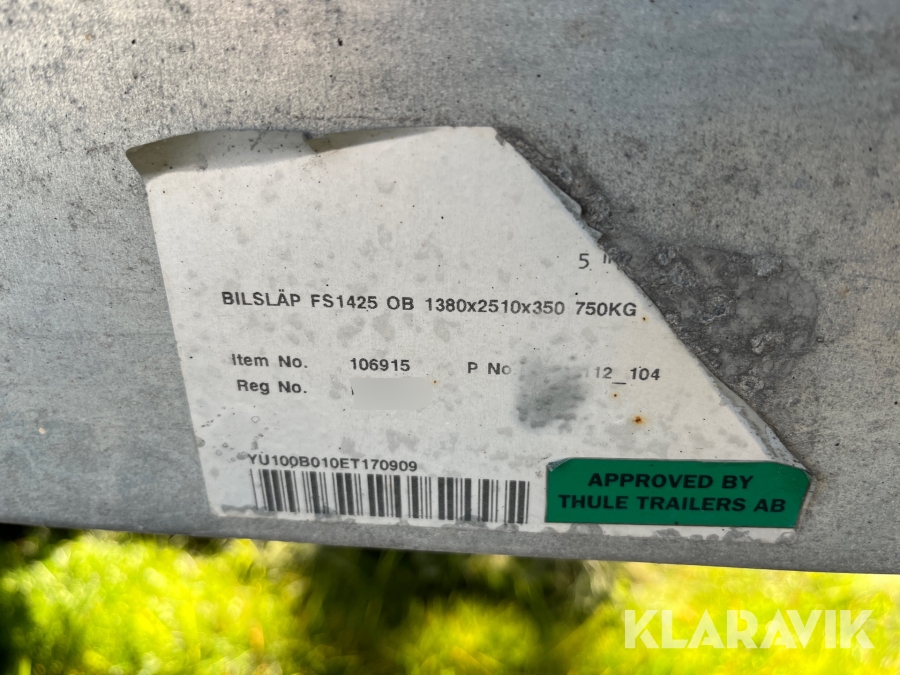 5
BILSLÄP FS1425 OB 1380x2510x350 750KG
Item No. 106915 P No 112_104
Reg No.
YU100B010ET170909
APPROVED BY
THULE TRAILERS AB
KLARAVIK